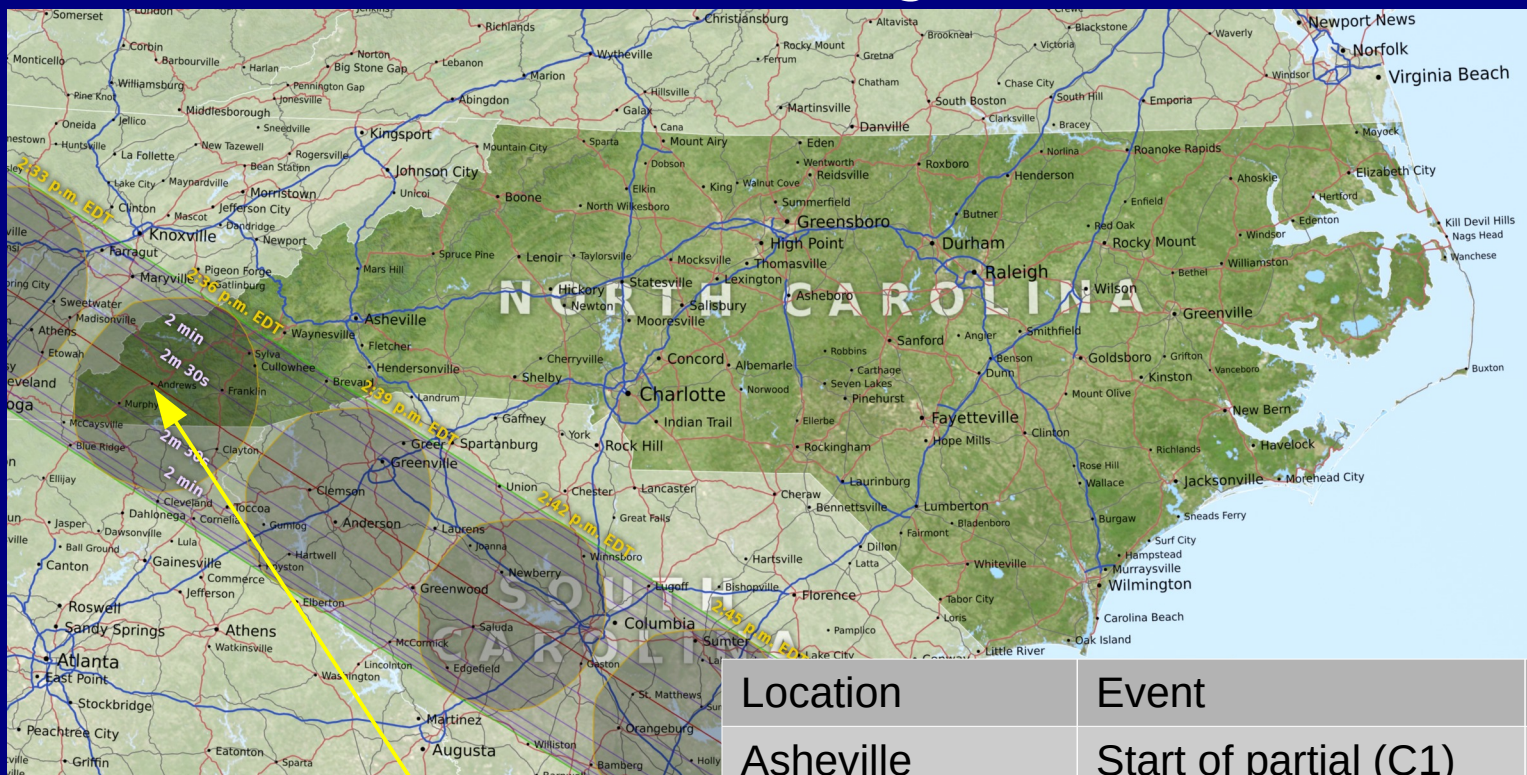 Somerset
London
Corbin
Monticello
Barbourville
Harlan
Norton
Big Stone Gap
Lebanon
Richlands
Christiansburg
Altavista
Brookneal
Crewe
Blackstone
Victoria
Waverly
Newport News
Norfolk
Virginia Beach
Windsor
Wytheville
Marion
Rocky Mount
Ferrum
Gretna
Chatham
Chase City
South Hill
Emporia
Williamsburg
Pine Knot
Pennington Gap
Jonesville
Middlesborough
Abingdon
Hillsville
Galax
Martinsville
South Boston
Clarksville
Bracey
Danville
Oneida
Jellico
Huntsville
La Follette
New Tazewell
Sneedville
Rogersville
Kingsport
Bean Station
Johnson City
Mountain City
Sparta
Cana
Mount Airy
Dobson
Eden
Wentworth
Reidsville
Roxboro
Norlina
Henderson
Roanoke Rapids
Moyock
Elizabeth City
Ahoskie
Hertford
Edenton
Kill Devil Hills
Nags Head
Wanchese
2:33 p.m. EDT
Lake City
Maynardville
Morristown
Unicoi
Boone
Elkin
King
Walnut Cove
Summerfield
North Wilkesboro
Greensboro
Butner
Enfield
Red Oak
Rocky Mount
Windsor
Williamston
Bethel
Clinton
Mascot
Jefferson City
Dandridge
Newport
Knoxville
Farragut
Maryville
Pigeon Forge
Gatlinburg
Mars Hill
Spruce Pine
Lenoir
Taylorsville
Mocksville
High Point
Thomasville
Lexington
Durham
Raleigh
Wilson
Greenville
Hickory
Newton
Statesville
Salisbury
Mooresville
Asheboro
NORTH CAROLINA
2:36 p.m. EDT
Sweetwater
Madisonville
Athens
Etowah
2 min
2m 30s
Asheville
Waynesville
Fletcher
Sylva
Cullowhee
Hendersonville
Cherryville
Shelby
Concord
Albemarle
Charlotte
Robbins
Carthage
Seven Lakes
Pinehurst
Sanford
Angier
Smithfield
Benson
Dunn
Goldsboro
Grifton
Kinston
Vanceboro
Mount Olive
Buxton
Andrews
Franklin
Landrum
2:39 p.m. EDT
Norwood
Indian Trail
Ellerbe
Rockingham
Fayetteville
Hope Mills
Clinton
New Bern
Havelock
Morehead City
Richlands
Jacksonville
Rose Hill
Wallace
Murphy
McCaysville
Blue Ridge
2m 30s
2 min
Clayton
Gaffney
York
Rock Hill
Greer
Spartanburg
Greenville
Ellijay
Cleveland
Toccoa
Clemson
Union
Chester
Lancaster
Cheraw
Bennettsville
Laurinburg
Lumberton
Bladenboro
Burgaw
Sneads Ferry
Surf City
Hampstead
Murraysville
Wilmington
Jasper
Dahlonega
Dawsonville
Lula
Gumlog
Anderson
Laurens
2:42 p.m. EDT
Great Falls
Dillon
Fairmont
Latta
Whiteville
Ball Ground
Canton
Gainesville
Commerce
Jefferson
Hartwell
Royston
Elberton
Joanna
Newberry
Greenwood
Winnsboro
Hartsville
Lugoff
Bishopville
Florence
Tabor City
Loris
Carolina Beach
Oak Island
Little River
Roswell
Sandy Springs
Atlanta
East Point
Stockbridge
Peachtree City
Griffin
Athens
Watkinsville
Washington
Lincolnton
McCormick
Saluda
Edgefield
SOUTH
CAROLINA
Columbia
2:45 p.m. EDT
Sumter
Pamplico
Lake City
Conway
Gaston
St. Matthews
Orangeburg
Martinez
Augusta
Eatonton
Sparta
Williston
Bamberg
Holly
Location Event
Asheville Start of partial (C1)